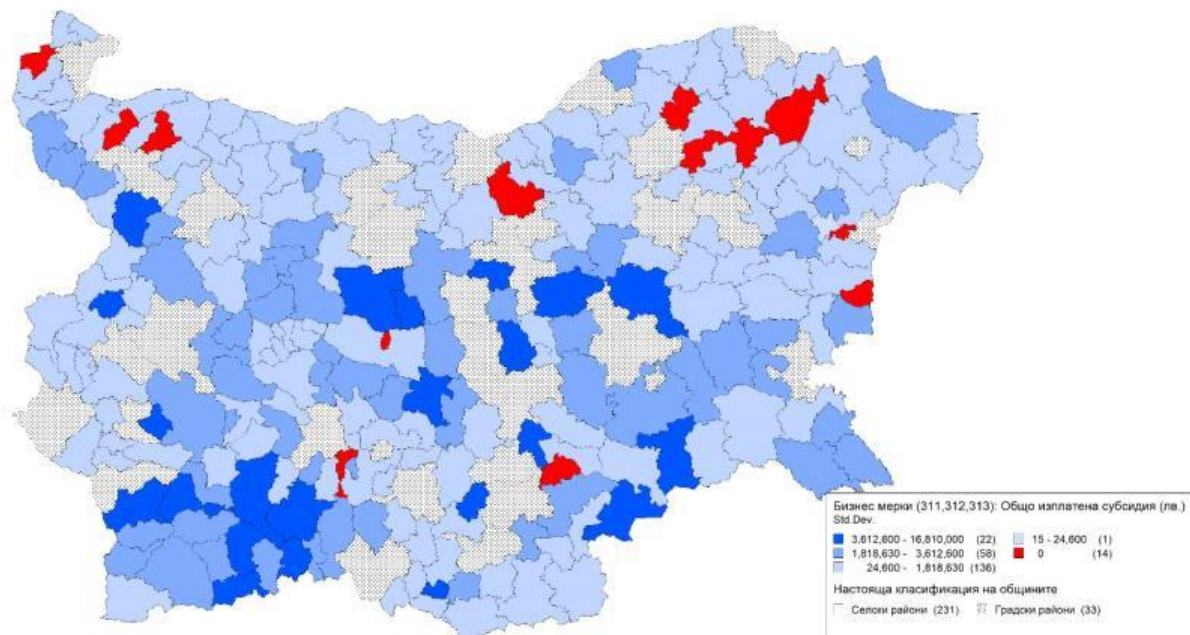 Бизнес мерки (311,312,313): Общо изплатена субсидия (лв.)
Std.Dev.
3,612,600 - 16,810,000 (22)
15 - 24,600 (1)
1,818,630 - 3,612,600 (58)
0 (14)
24,600 - 1,818,630 (136)
Настояща класификация на общините
Селски райони (231)
Градски райони (33)